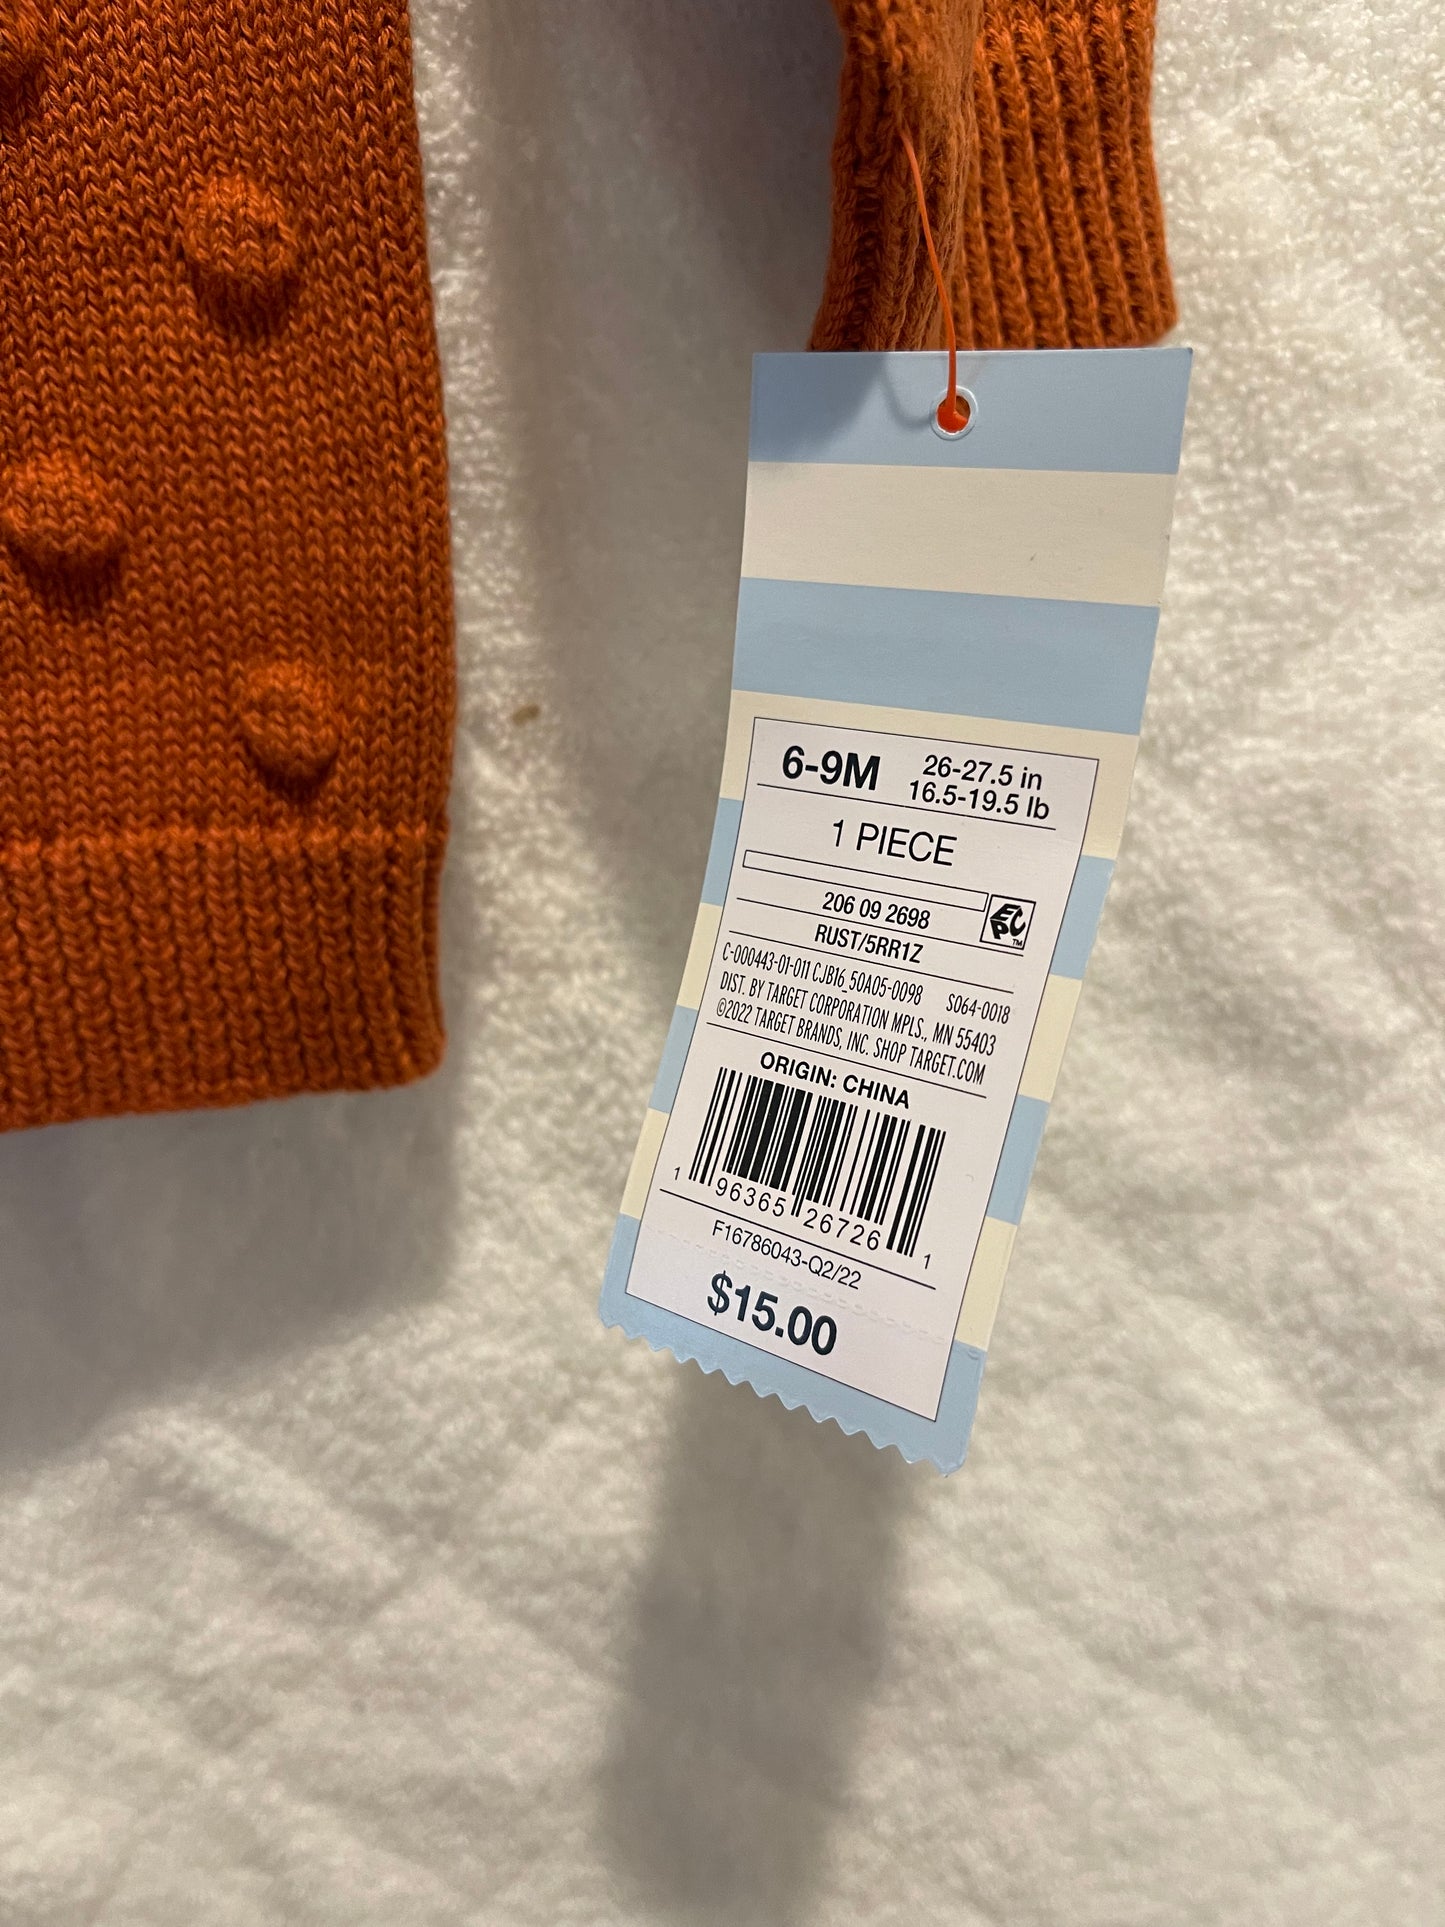 6-9M 26-27.5 in
16.5-19.5 lb
1 PIECE
206 09 2698
EPC™
RUST/5RR1Z
C-000443-01-011 CJB16_50A05-0098 S064-0018
DIST. BY TARGET CORPORATION MPLS., MN 55403
©2022 TARGET BRANDS, INC. SHOP TARGET.COM
ORIGIN: CHINA
1 96365 26726 1
F16786043-Q2/22
$15.00